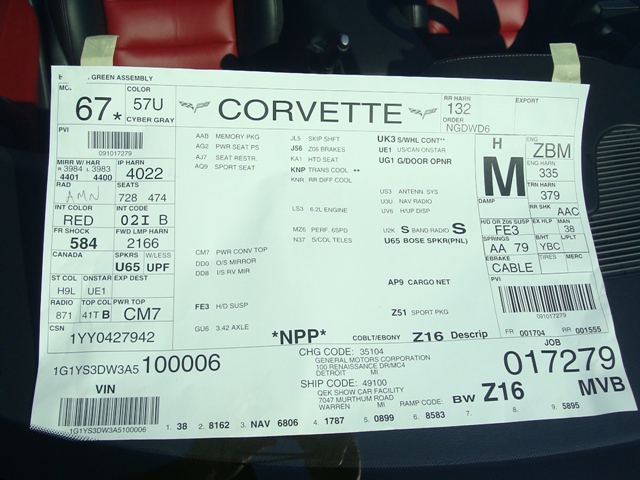 GREEN ASSEMBLY
67* COLOR 57U CYBER GRAY
CORVETTE
RR HARN 132
EXPORT
ORDER NGDWD6
PVI
091017279
MIRR W/ HAR IP HARN
R 3984 L 3983 4022
4401 4400
RAD SEATS
AMN 728 474
INT COLOR INT CODE
RED 02I B
FR SHOCK FWD LMP HARN
584 2166
CANADA SPKRS W/LESS
U65 UPF
ST COL ONSTAR EXP DEST
H9L UE1
RADIO TOP COL PWR TOP
871 41T B CM7
CSN
1YY0427942
AAB MEMORY PKG
AG2 PWR SEAT PS
AJ7 SEAT RESTR.
AQ9 SPORT SEAT
CM7 PWR CONV TOP
DD0 O/S MIRROR
DD8 I/S RV MIR
FE3 H/D SUSP
GU6 3.42 AXLE
JL5 SKIP SHFT
J56 Z06 BRAKES
KA1 HTD SEAT
KNP TRANS COOL **
KNR RR DIFF COOL
LS3 6.2L ENGINE
MZ6 PERF. 6SPD
N37 S/COL TELES
*NPP*
UK3 S/WHL CONT**
UE1 US/CAN ONSTAR
UG1 G/DOOR OPNR
US3 ANTENN. SYS
U3U NAV RADIO
UV6 H/UP DISP
U2K S BAND RADIO S
U65 BOSE SPKR(PNL)
AP9 CARGO NET
Z51 SPORT PKG
COBLT/EBONY Z16 Descrip
H M DAMP
ENG ZBM
ENG HARN 335
TRN HARN 379
RR SHK AAC
H/D OR Z06 SUSP EX HLP MAN
FE3 38
SPRINGS B/HT L/PLT
AA 79 YBC
EBRAKE TIRES MERC
CABLE
PVI
091017279
FR 001704 RR 001555
1G1YS3DW3A5100006
VIN
1G1YS3DW3A5100006
CHG CODE: 35104
GENERAL MOTORS CORPORATION
100 RENAISSANCE DR/MC4
DETROIT MI
SHIP CODE: 49100
QEK SHOW CAR FACILITY
7047 MURTHUM ROAD
WARREN MI
RAMP CODE:
JOB
017279
BW Z16 MVB
1. 38 2. 8162 3. NAV 6806 4. 1787 5. 0899 6. 8583 7. 8. 9. 5895